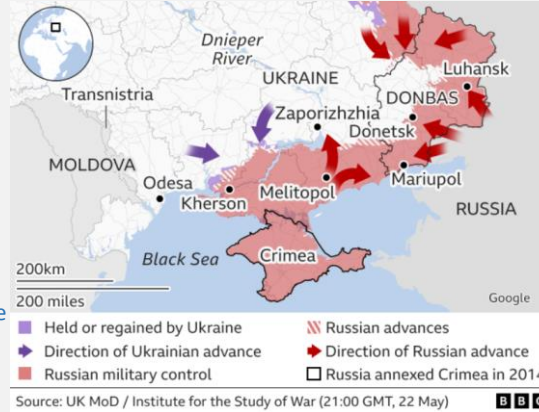 Dnieper
River
UKRAINE
Luhansk
Transnistria
DONBAS
Zaporizhzhia
Donetsk
MOLDOVA
Odesa
Kherson
Melitopol
Mariupol
RUSSIA
Black Sea
Crimea
200km
200 miles
Google
Held or regained by Ukraine
Russian advances
Direction of Ukrainian advance
Direction of Russian advance
Russian military control
Russia annexed Crimea in 2014
Source: UK MoD / Institute for the Study of War (21:00 GMT, 22 May)
BBC